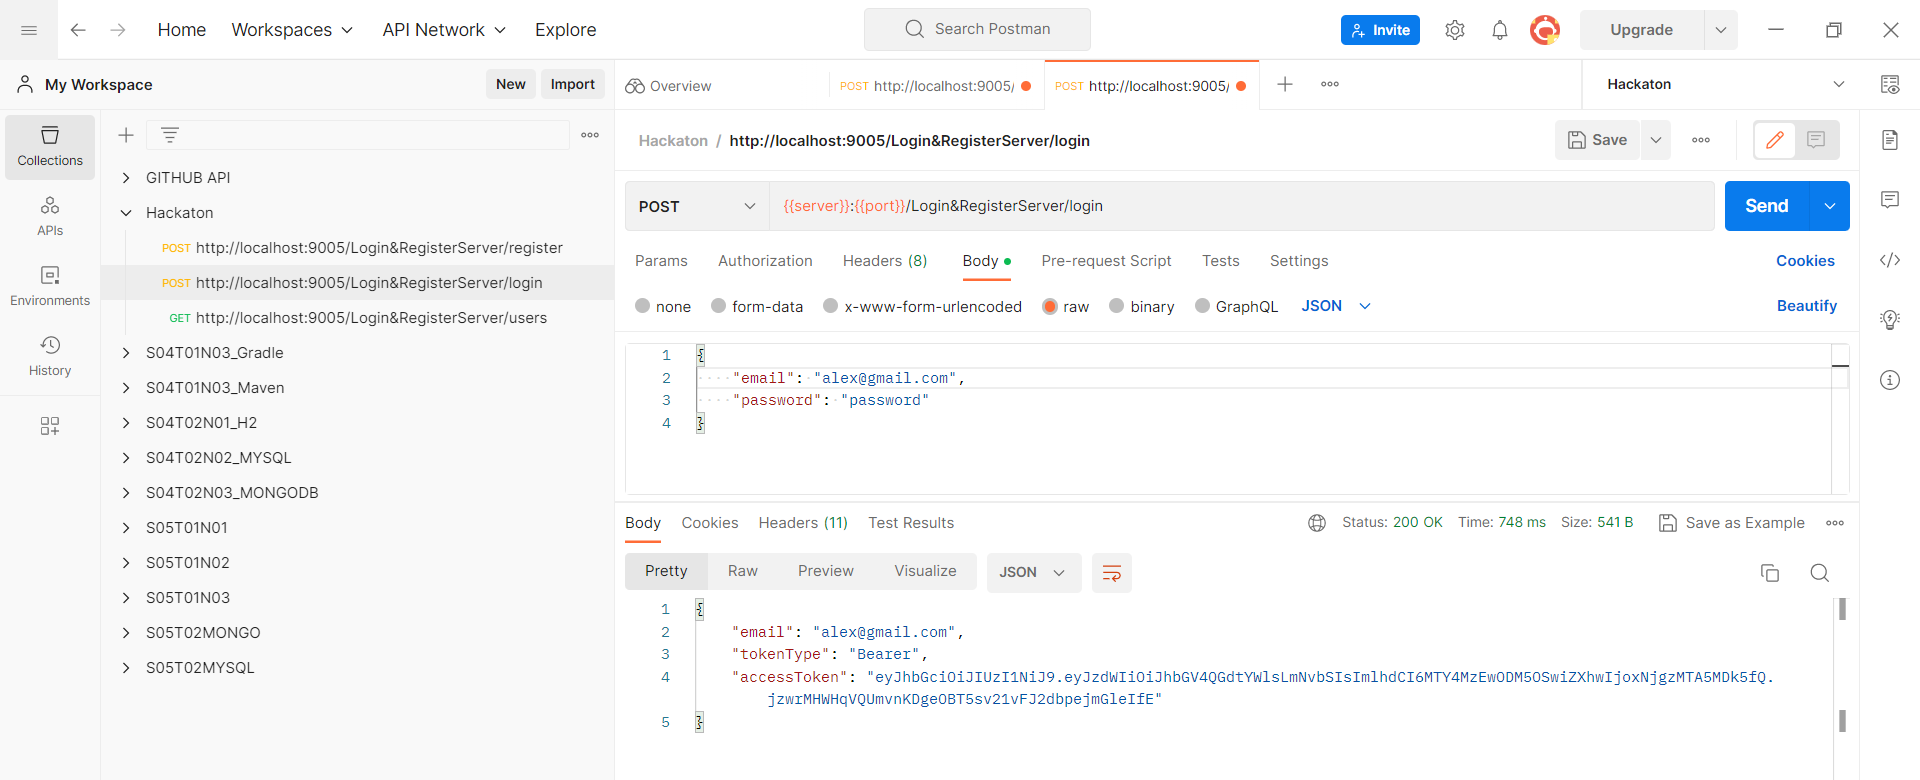 Home Workspaces API Network Explore Search Postman Invite Upgrade
My Workspace New Import
Overview POST http://localhost:9005/ POST http://localhost:9005/ Hackaton
Collections
APIs
Environments
History
GITHUB API
Hackaton
POST http://localhost:9005/Login&RegisterServer/register
POST http://localhost:9005/Login&RegisterServer/login
GET http://localhost:9005/Login&RegisterServer/users
S04T01N03_Gradle
S04T01N03_Maven
S04T02N01_H2
S04T02N02_MYSQL
S04T02N03_MONGODB
S05T01N01
S05T01N02
S05T01N03
S05T02MONGO
S05T02MYSQL
Hackaton / http://localhost:9005/Login&RegisterServer/login Save
POST {{server}}:{{port}}/Login&RegisterServer/login Send
Params Authorization Headers (8) Body Pre-request Script Tests Settings Cookies
none form-data x-www-form-urlencoded raw binary GraphQL JSON Beautify
1 {
2 "email": "alex@gmail.com",
3 "password": "password"
4 }
Body Cookies Headers (11) Test Results Status: 200 OK Time: 748 ms Size: 541 B Save as Example
Pretty Raw Preview Visualize JSON
1 {
2 "email": "alex@gmail.com",
3 "tokenType": "Bearer",
4 "accessToken": "eyJhbGciOiJIUzI1NiJ9.eyJzdWIiOiJhbGV4QGdtYWlsLmNvbSIsImlhdCI6MTY4MzEwODM5OSwiZXhwIjoxNjgzMTA5MDk5fQ.
jzwrMHWHqVQUmvnKDgeOBT5sv21vFJ2dbpejmGleIfE"
5 }